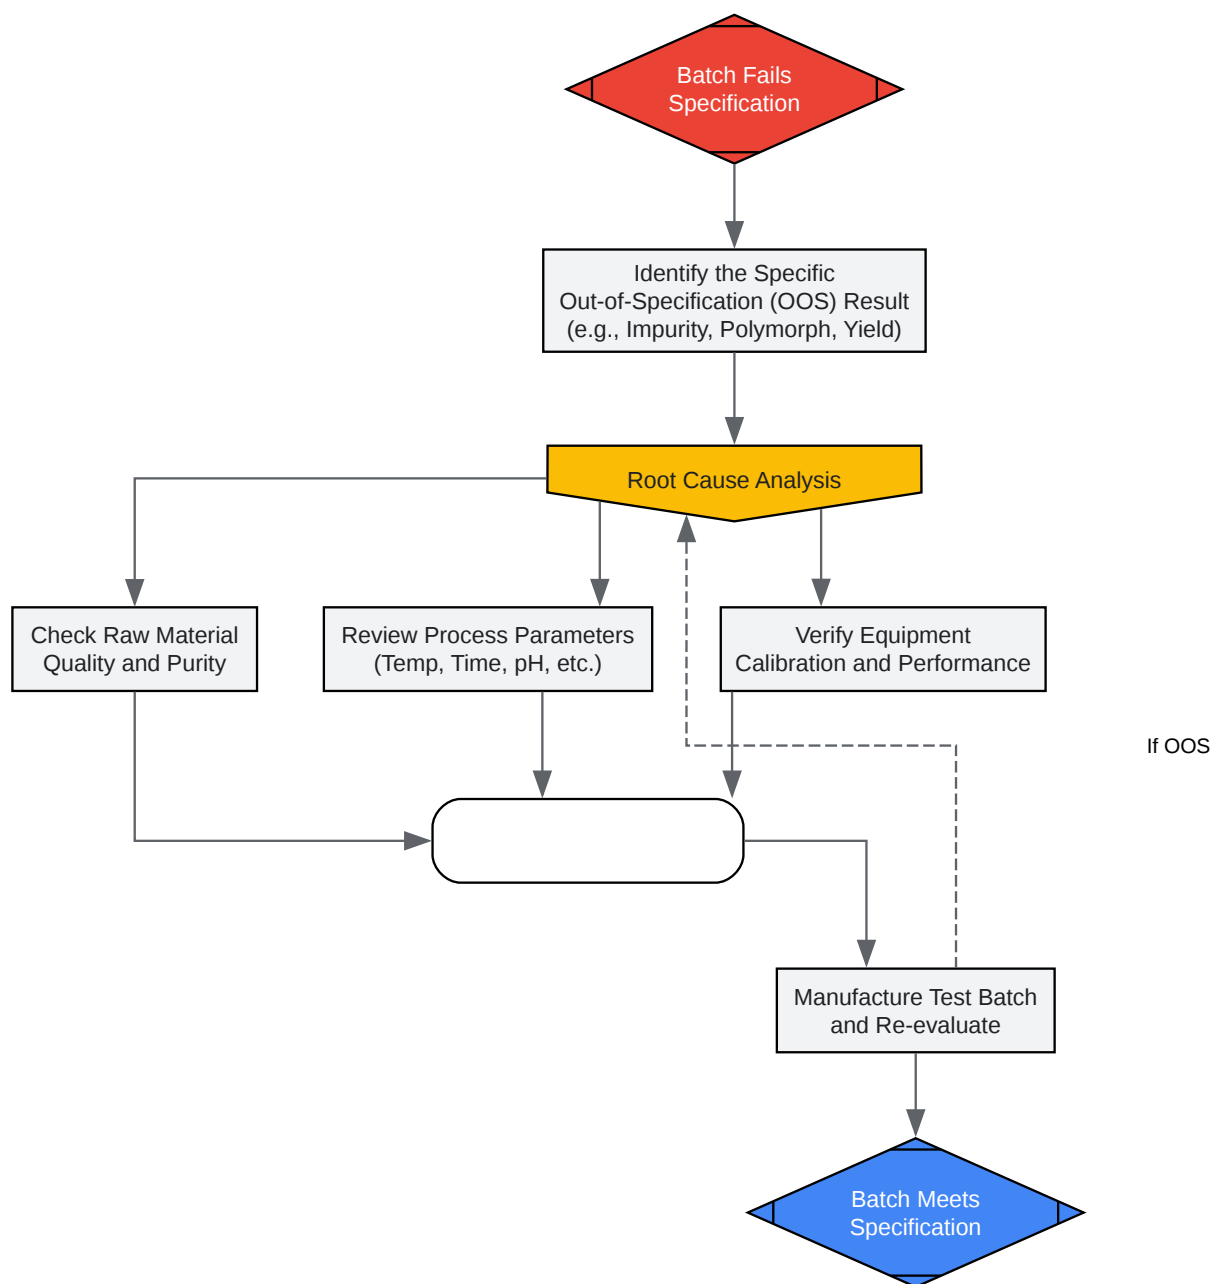 Batch Fails
Specification
Identify the Specific
Out-of-Specification (OOS) Result
(e.g., Impurity, Polymorph, Yield)
Root Cause Analysis
Check Raw Material
Quality and Purity
Review Process Parameters
(Temp, Time, pH, etc.)
Verify Equipment
Calibration and Performance
If OOS
Manufacture Test Batch
and Re-evaluate
Batch Meets
Specification